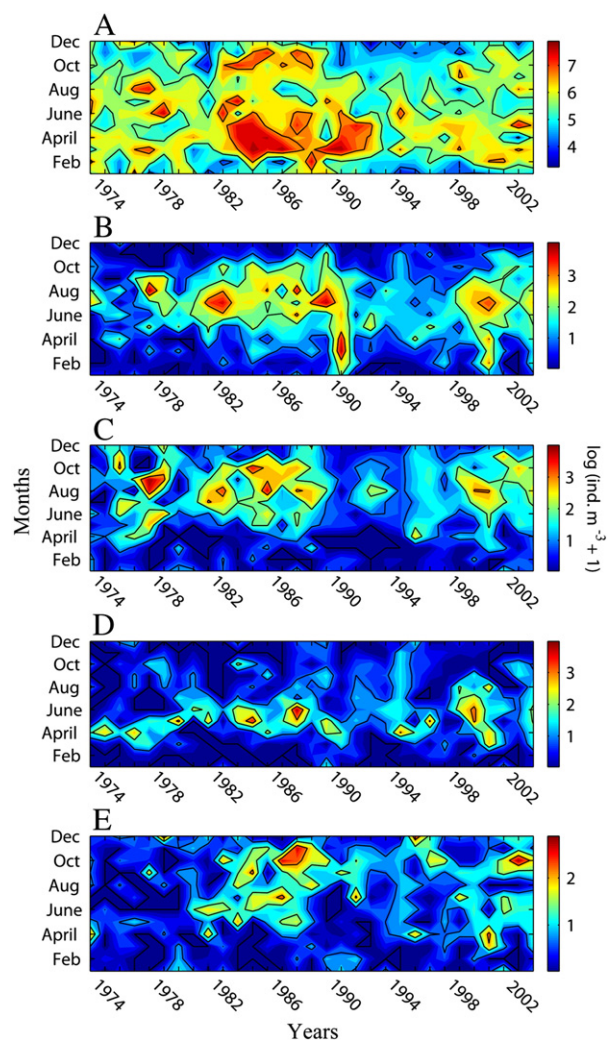 A
Dec
Oct
Aug
June
April
Feb
7
6
5
4
1974
1978
1982
1986
1990
1994
1998
2002
B
Dec
Oct
Aug
June
April
Feb
3
2
1
1974
1978
1982
1986
1990
1994
1998
2002
C
Months
Dec
Oct
Aug
June
April
Feb
3
2
1
log (ind. m -3 + 1)
1974
1978
1982
1986
1990
1994
1998
2002
D
Dec
Oct
Aug
June
April
Feb
3
2
1
1974
1978
1982
1986
1990
1994
1998
2002
E
Dec
Oct
Aug
June
April
Feb
2
1
1974
1978
1982
1986
1990
1994
1998
2002
Years